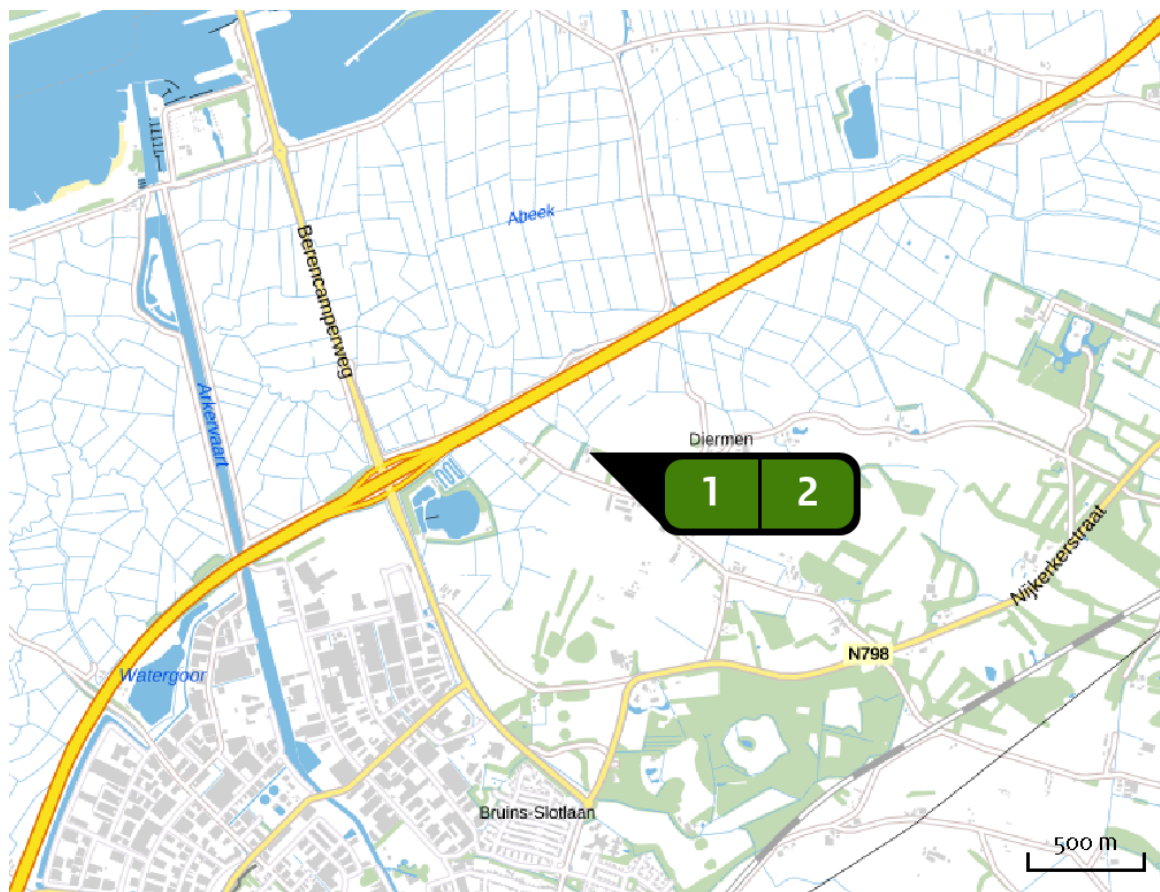 Abeek
Berencamperweg
Arkervaart
Diermen
1 2
Nijkerkerstraat
N798
Watergoor
Bruins-Slotlaan
500 m